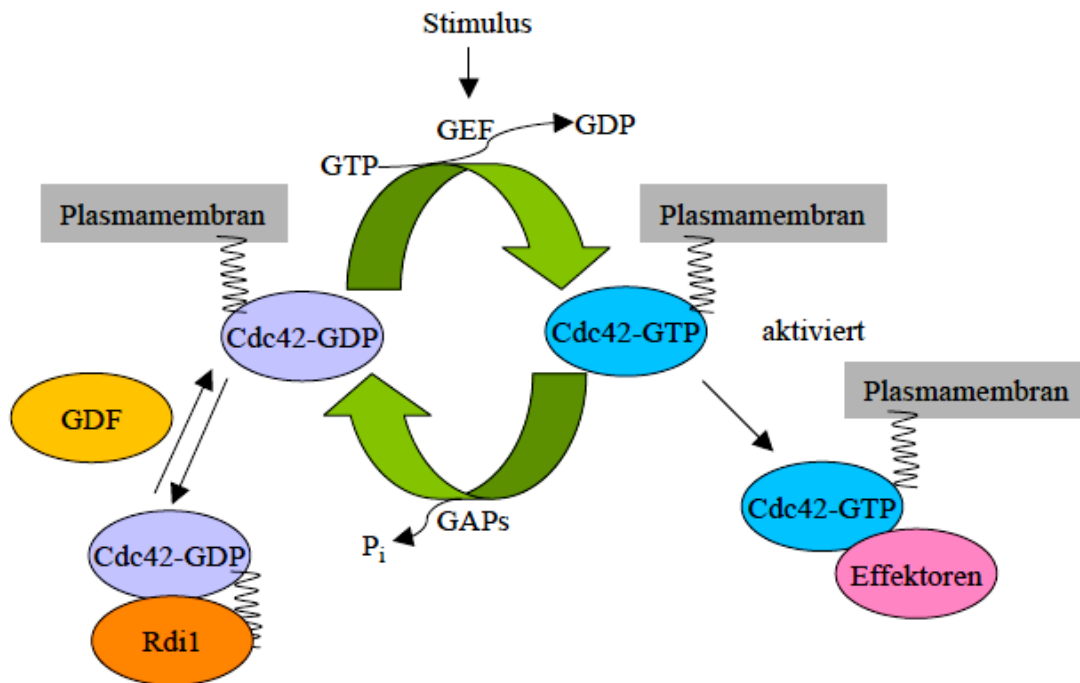 Stimulus
GEF
GDP
GTP
Plasmamembran
Plasmamembran
Cdc42-GDP
Cdc42-GTP
aktiviert
Plasmamembran
GDF
Cdc42-GTP
GAPs
Pi
Cdc42-GDP
Effektoren
Rdi1